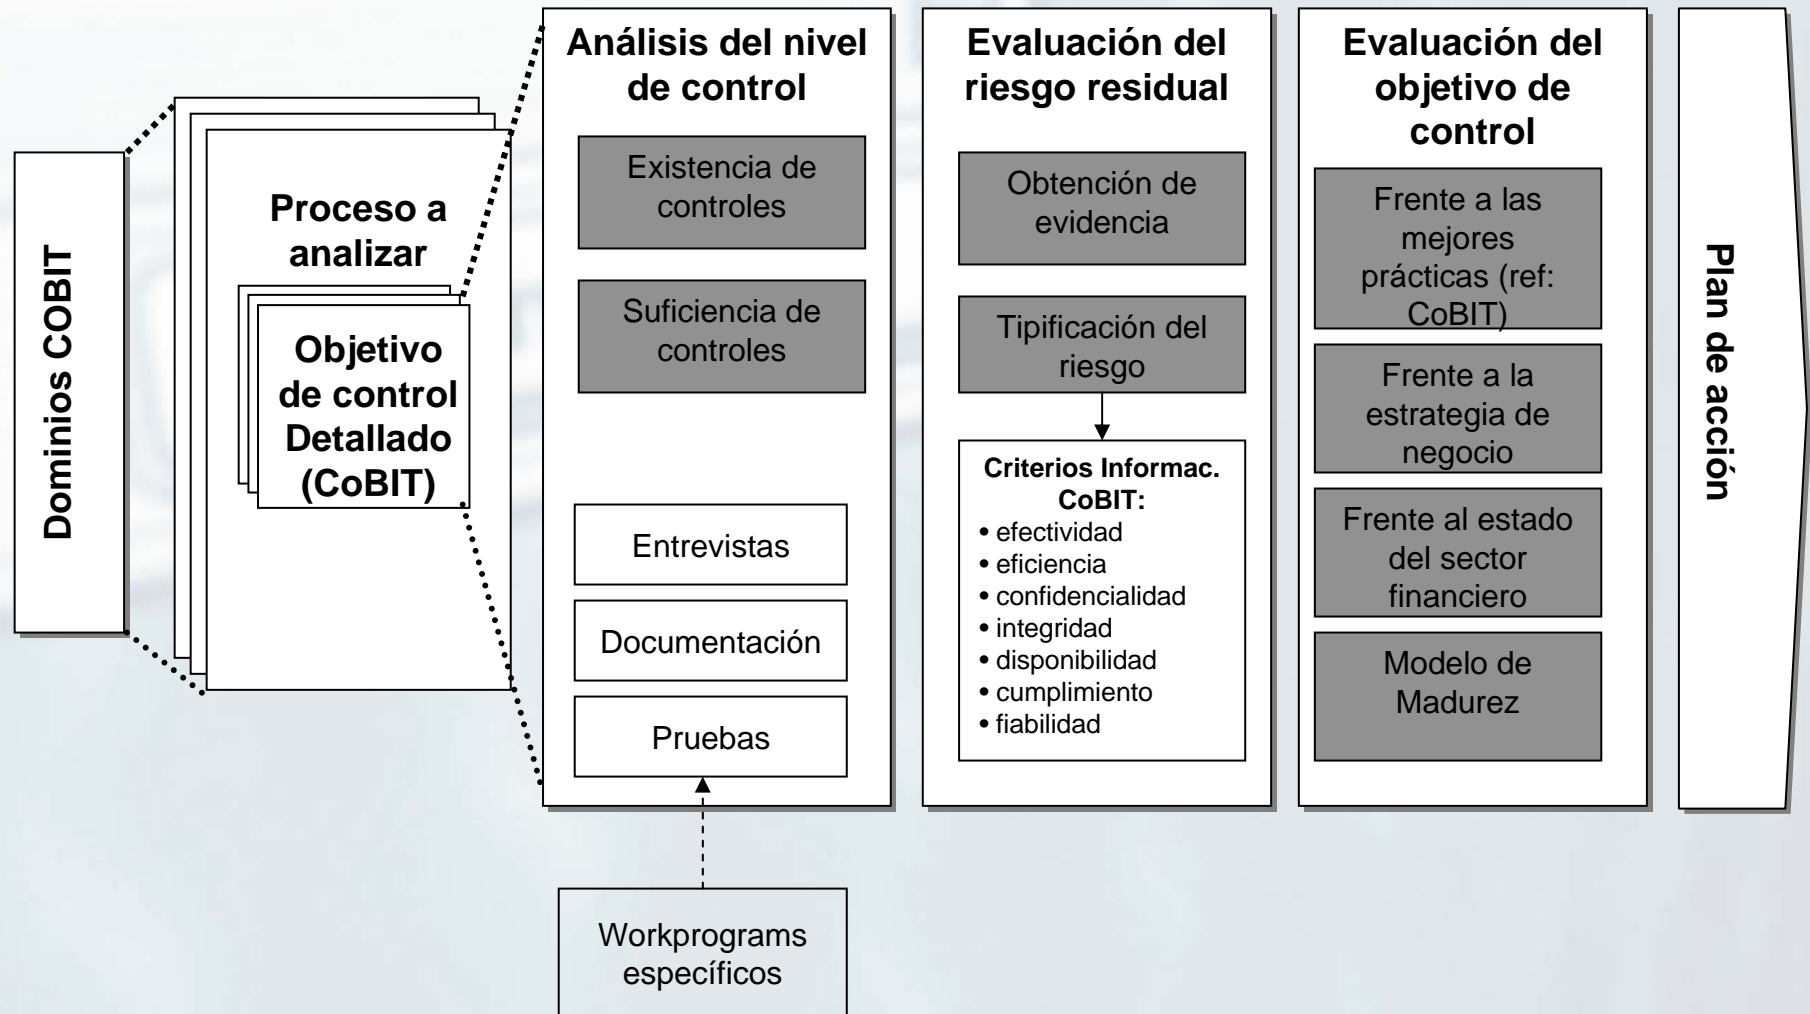 Dominios COBIT
Proceso a
analizar
Objetivo
de control
Detallado
(CoBIT)
Análisis del nivel
de control
Existencia de
controles
Suficiencia de
controles
Entrevistas
Documentación
Pruebas
Workprograms
específicos
Evaluación del
riesgo residual
Obtención de
evidencia
Tipificación del
riesgo
Criterios Informac.
CoBIT:
• efectividad
• eficiencia
• confidencialidad
• integridad
• disponibilidad
• cumplimiento
• fiabilidad
Evaluación del
objetivo de
control
Frente a las
mejores
prácticas (ref:
CoBIT)
Frente a la
estrategia de
negocio
Frente al estado
del sector
financiero
Modelo de
Madurez
Plan de acción